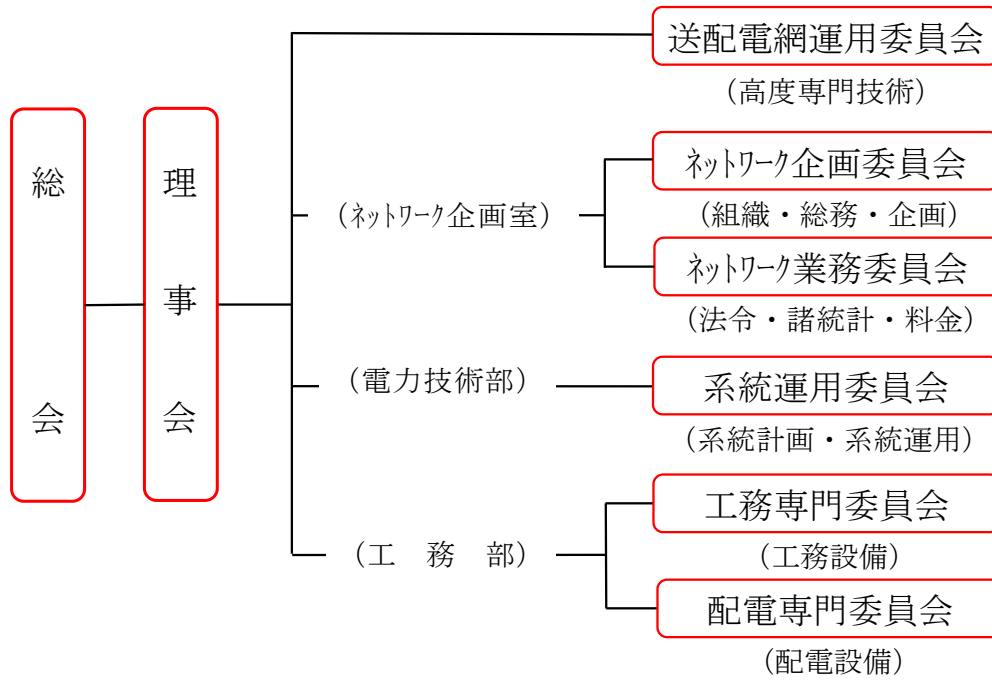 総会
理事会
送配電網運用委員会
(高度専門技術)
(ﾈｯﾄﾜｰｸ企画室)
ﾈｯﾄﾜｰｸ企画委員会
(組織・総務・企画)
ﾈｯﾄﾜｰｸ業務委員会
(法令・諸統計・料金)
(電力技術部)
系統運用委員会
(系統計画・系統運用)
(工　務　部)
工務専門委員会
(工務設備)
配電専門委員会
(配電設備)